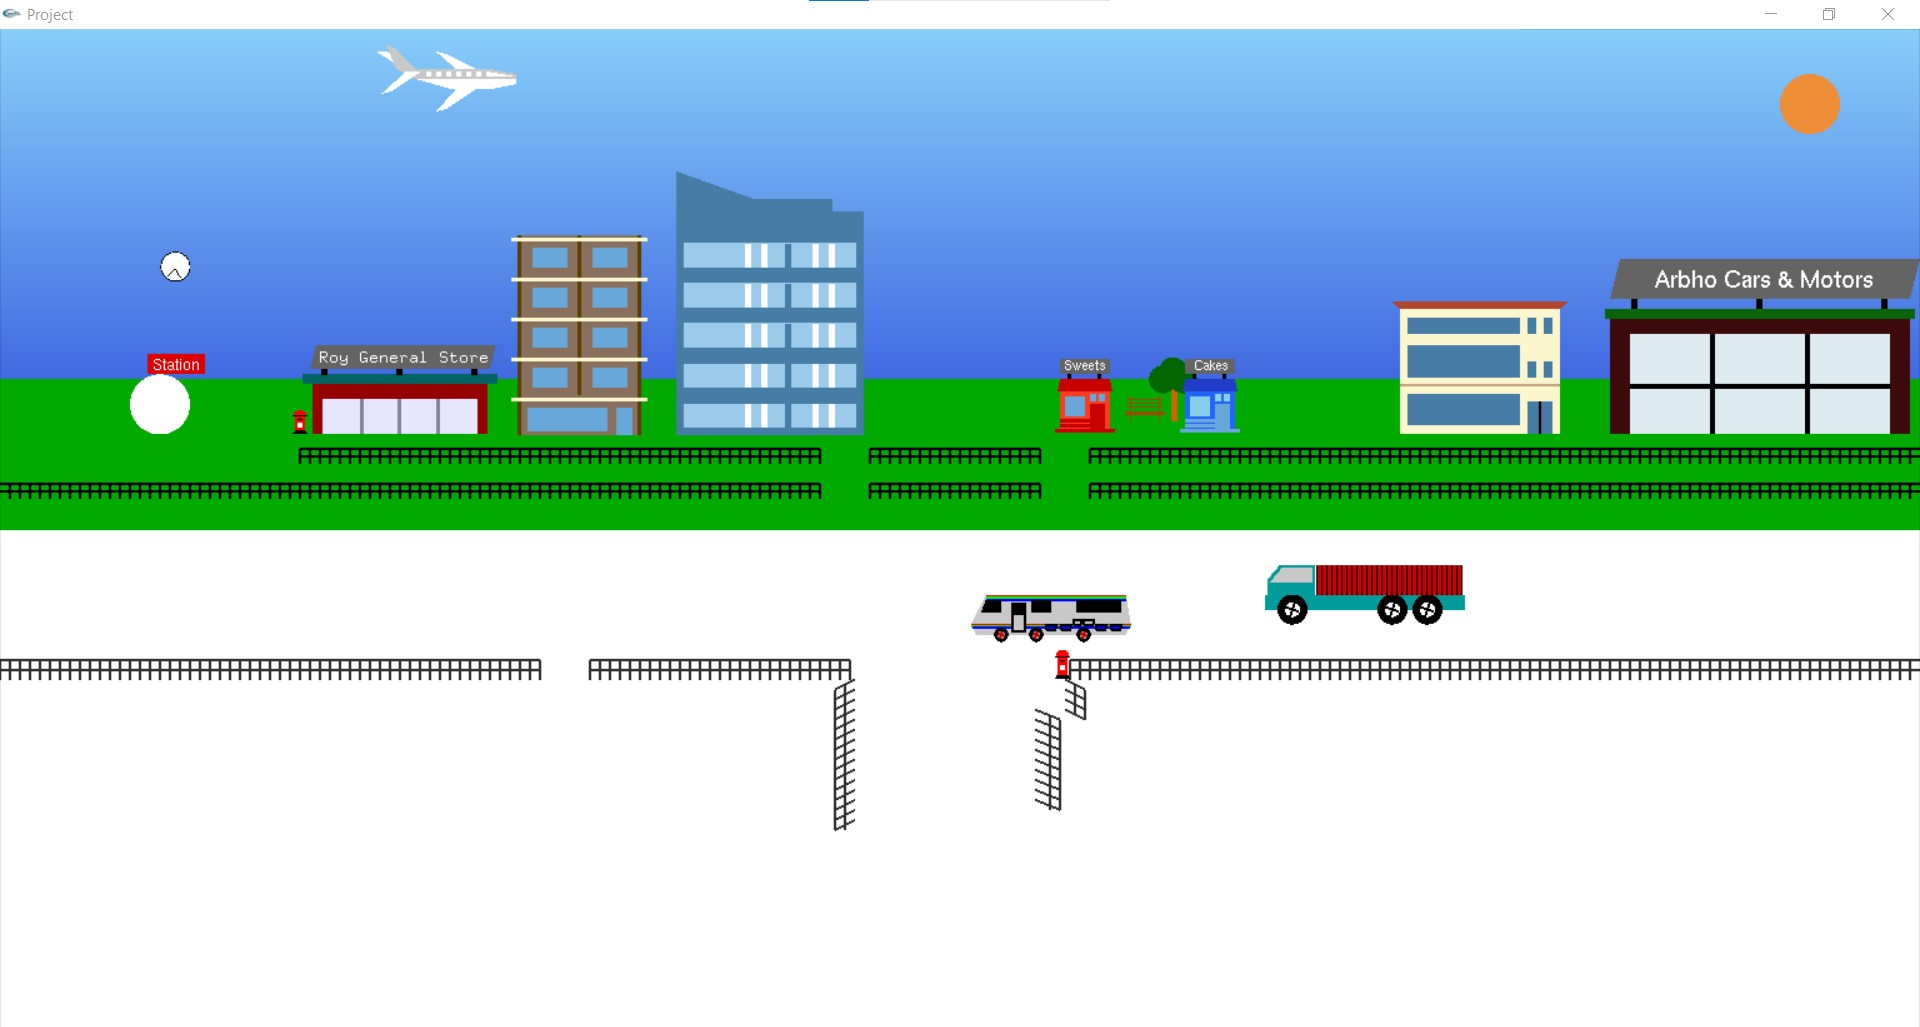 Project
Arbho Cars & Motors
Roy General Store
Station
Sweets
Cakes